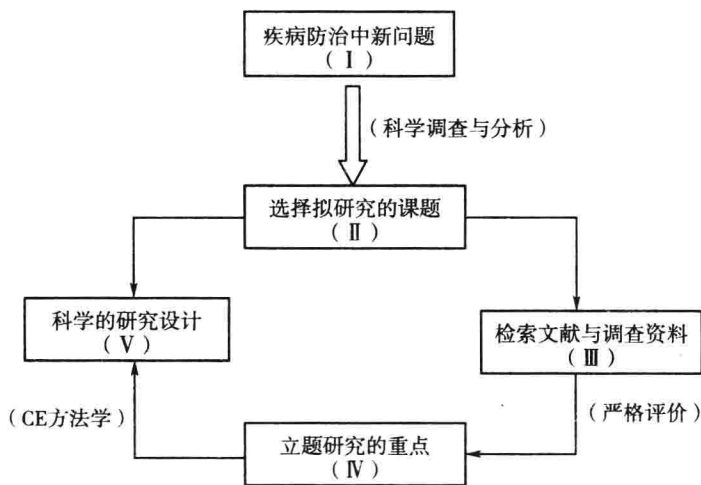 疾病防治中新问题
（Ⅰ）
（科学调查与分析）
选择拟研究的课题
（Ⅱ）
科学的研究设计
（Ⅴ）
检索文献与调查资料
（Ⅲ）
（CE方法学）
（严格评价）
立题研究的重点
（Ⅳ）